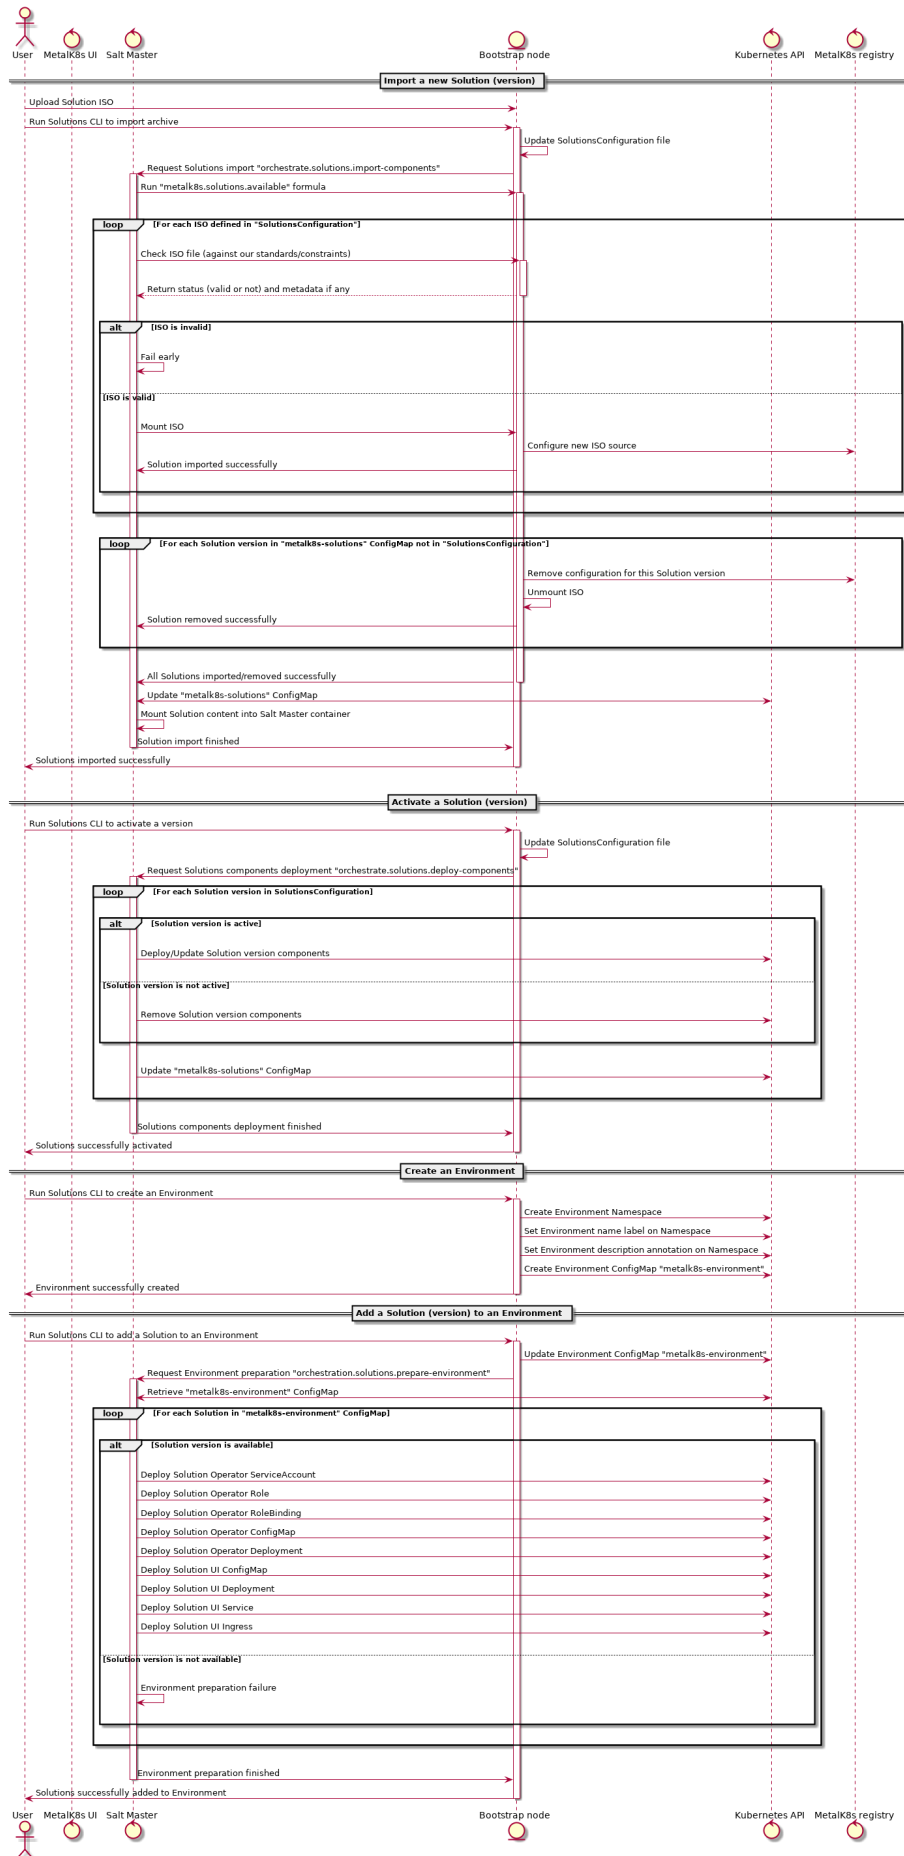 User MetalK8s UI Salt Master Bootstrap node Kubernetes API MetalK8s registry
Import a new Solution (version)
Upload Solution ISO
Run Solutions CLI to import archive
Update SolutionsConfiguration file
Request Solutions import "orchestrate.solutions.import-components"
Run "metalk8s.solutions.available" formula
loop [For each ISO defined in "SolutionsConfiguration"]
Check ISO file (against our standards/constraints)
Return status (valid or not) and metadata if any
alt [ISO is invalid]
Fail early
[ISO is valid]
Mount ISO
Configure new ISO source
Solution imported successfully
loop [For each Solution version in "metalk8s-solutions" ConfigMap not in "SolutionsConfiguration"]
Remove configuration for this Solution version
Unmount ISO
Solution removed successfully
All Solutions imported/removed successfully
Update "metalk8s-solutions" ConfigMap
Mount Solution content into Salt Master container
Solution import finished
Solutions imported successfully
Activate a Solution (version)
Run Solutions CLI to activate a version
Update SolutionsConfiguration file
Request Solutions components deployment "orchestrate.solutions.deploy-components"
loop [For each Solution version in SolutionsConfiguration]
alt [Solution version is active]
Deploy/Update Solution version components
[Solution version is not active]
Remove Solution version components
Update "metalk8s-solutions" ConfigMap
Solutions components deployment finished
Solutions successfully activated
Create an Environment
Run Solutions CLI to create an Environment
Create Environment Namespace
Set Environment name label on Namespace
Set Environment description annotation on Namespace
Create Environment ConfigMap "metalk8s-environment"
Environment successfully created
Add a Solution (version) to an Environment
Run Solutions CLI to add a Solution to an Environment
Update Environment ConfigMap "metalk8s-environment"
Request Environment preparation "orchestration.solutions.prepare-environment"
Retrieve "metalk8s-environment" ConfigMap
loop [For each Solution in "metalk8s-environment" ConfigMap]
alt [Solution version is available]
Deploy Solution Operator ServiceAccount
Deploy Solution Operator Role
Deploy Solution Operator RoleBinding
Deploy Solution Operator ConfigMap
Deploy Solution Operator Deployment
Deploy Solution UI ConfigMap
Deploy Solution UI Deployment
Deploy Solution UI Service
Deploy Solution UI Ingress
[Solution version is not available]
Environment preparation failure
Environment preparation finished
Solutions successfully added to Environment
User MetalK8s UI Salt Master Bootstrap node Kubernetes API MetalK8s registry